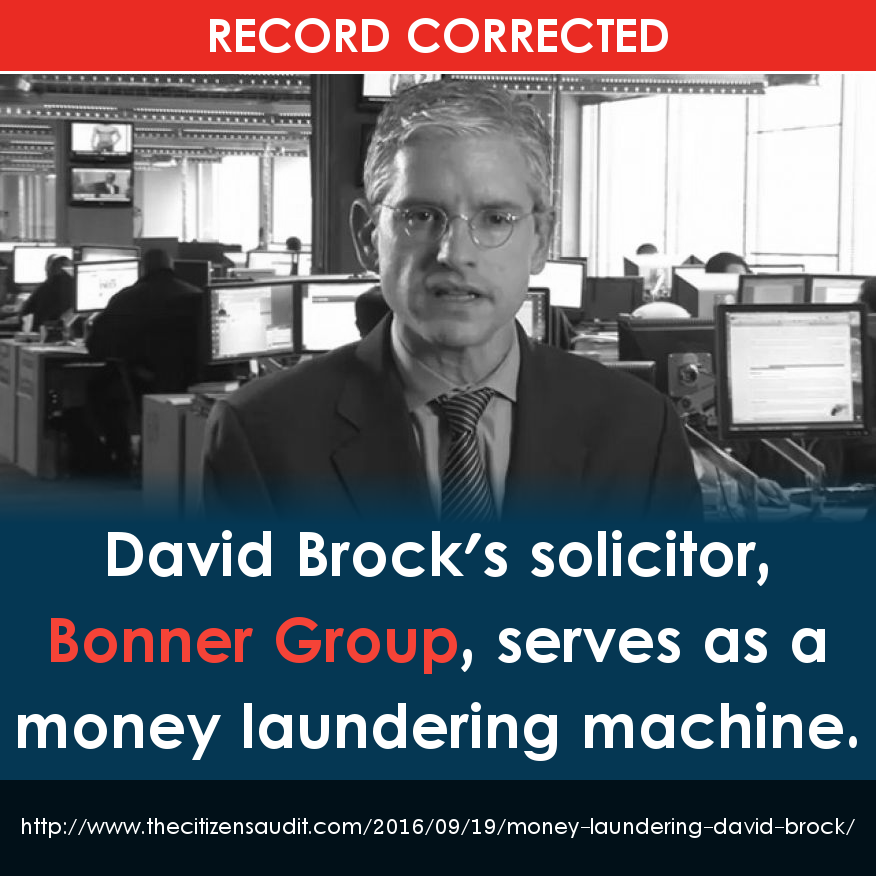 RECORD CORRECTED
David Brock's solicitor,
Bonner Group, serves as a
money laundering machine.
http://www.thecitizensaudit.com/2016/09/19/money-laundering-david-brock/